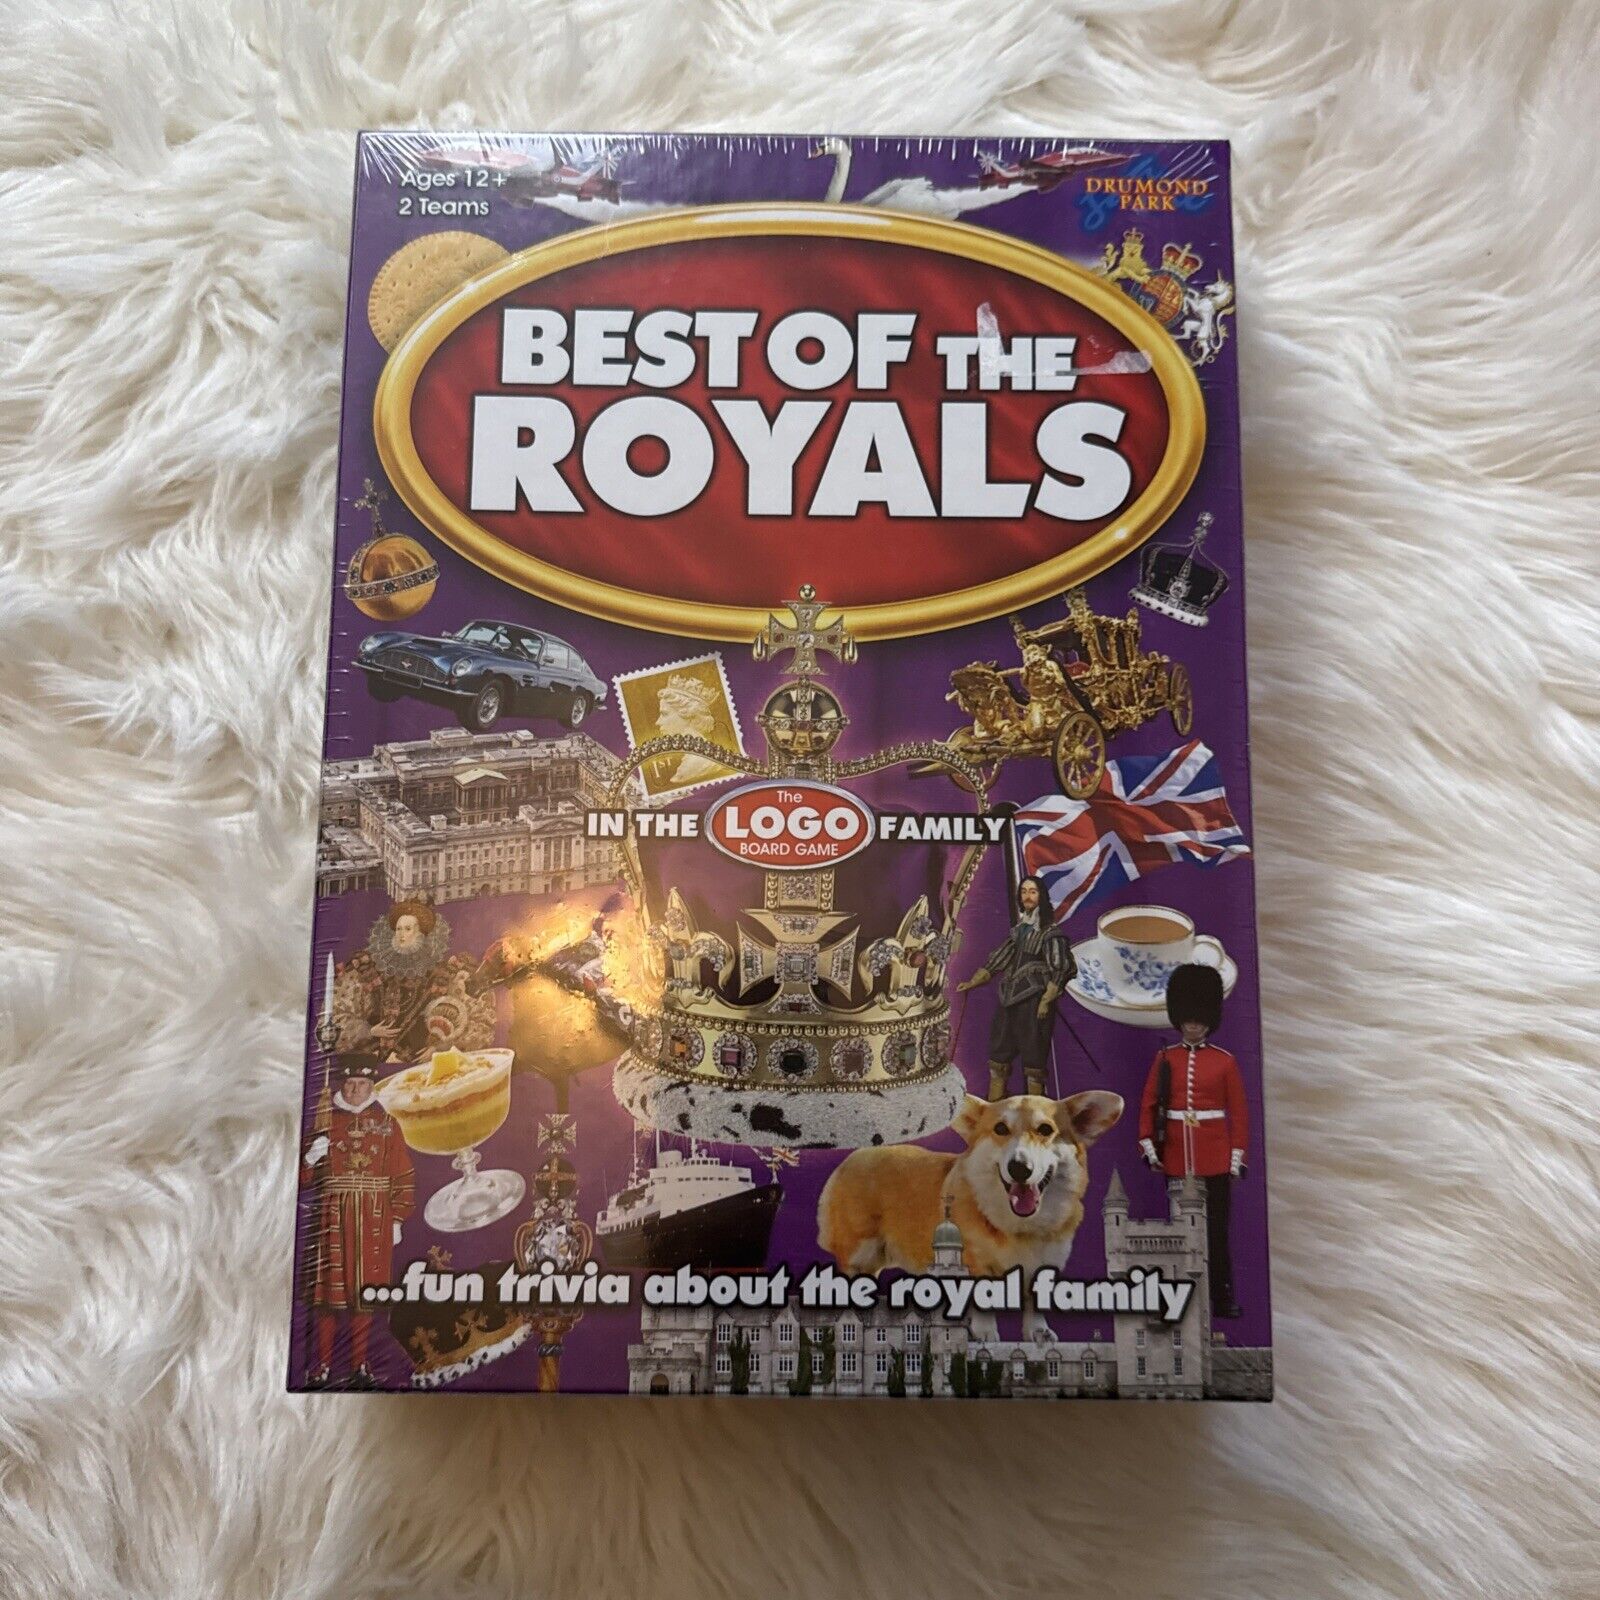 Ages 12+
2 Teams
DRUMOND
PARK
BEST OF THE
ROYALS
1ST
The
IN THE LOGO FAMILY
BOARD GAME
...fun trivia about the royal family